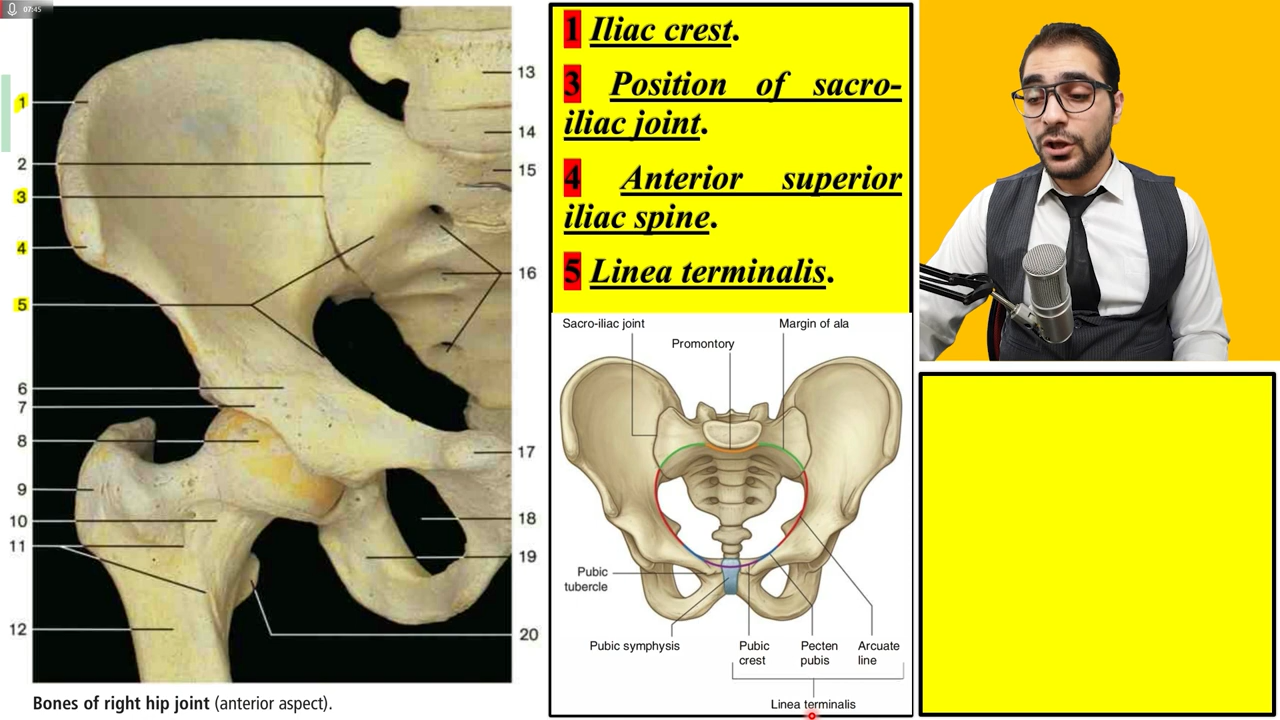 07:45
1
2
3
4
5
6
7
8
9
10
11
12
13
14
15
16
17
18
19
20
Bones of right hip joint (anterior aspect).
1 Iliac crest.
3 Position of sacro-
iliac joint.
4 Anterior superior
iliac spine.
5 Linea terminalis.
Sacro-iliac joint
Margin of ala
Promontory
Pubic
tubercle
Pubic symphysis
Pubic
crest
Pecten
pubis
Arcuate
line
Linea terminalis